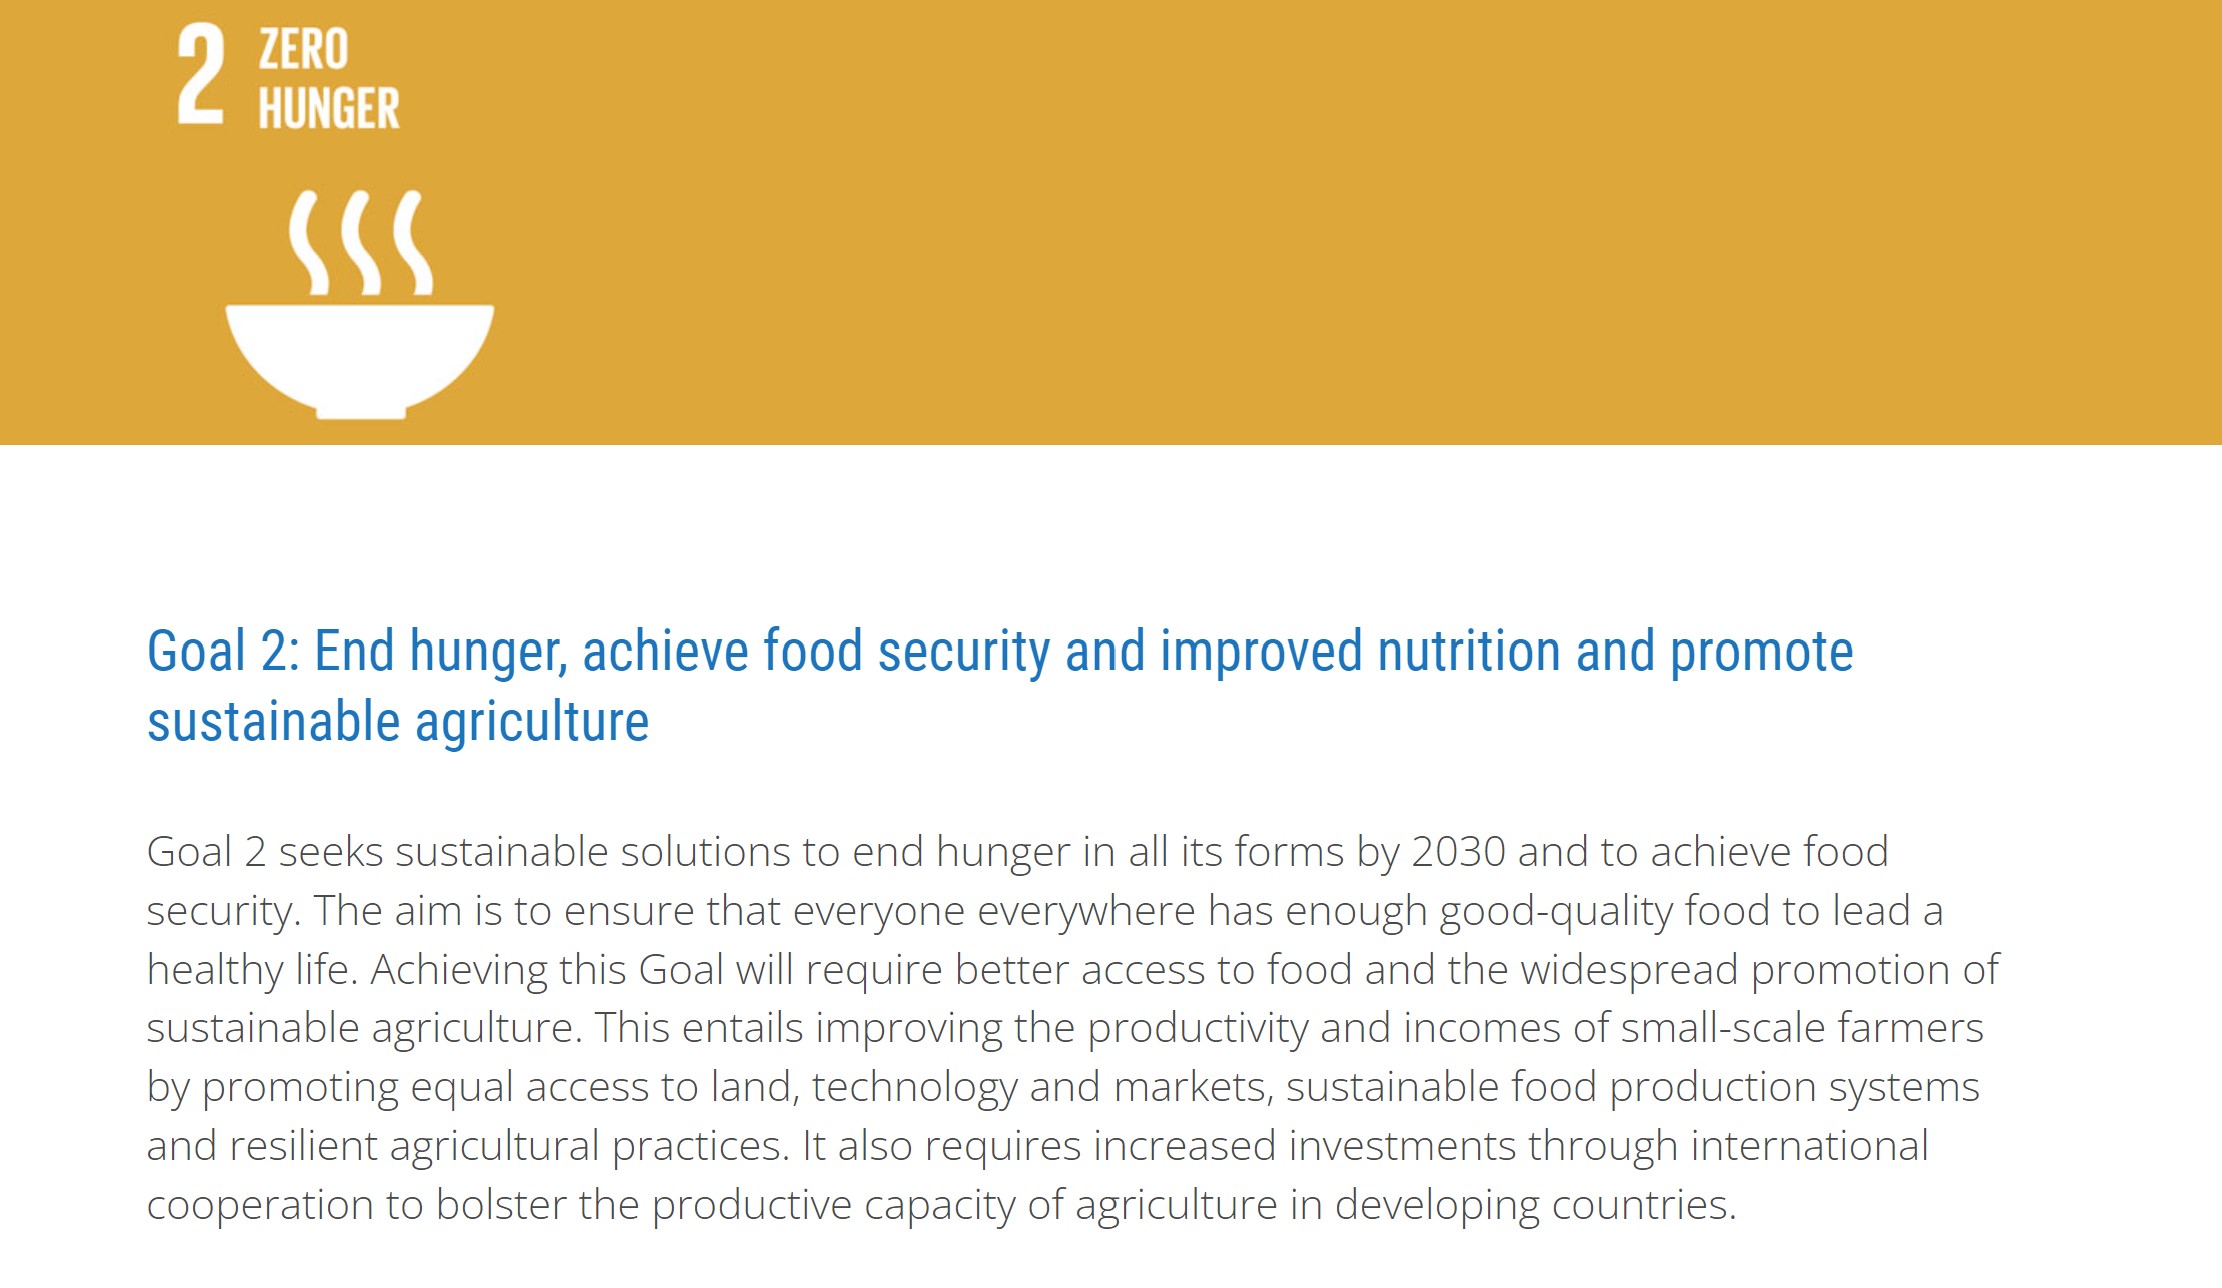 2 ZERO
HUNGER
Goal 2: End hunger, achieve food security and improved nutrition and promote
sustainable agriculture
Goal 2 seeks sustainable solutions to end hunger in all its forms by 2030 and to achieve food
security. The aim is to ensure that everyone everywhere has enough good-quality food to lead a
healthy life. Achieving this Goal will require better access to food and the widespread promotion of
sustainable agriculture. This entails improving the productivity and incomes of small-scale farmers
by promoting equal access to land, technology and markets, sustainable food production systems
and resilient agricultural practices. It also requires increased investments through international
cooperation to bolster the productive capacity of agriculture in developing countries.